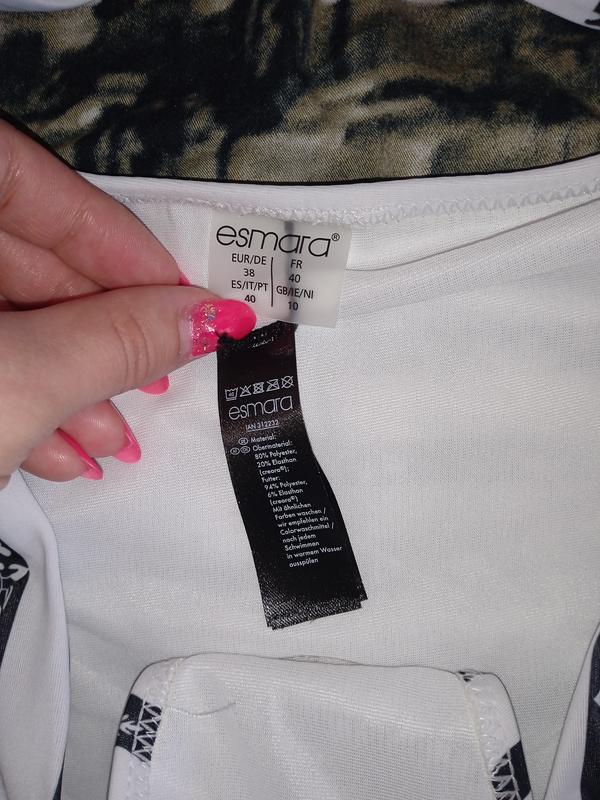 esmara®
EUR/DE
38
FR
40
ES/IT/PT
40
GB/IE/NI
10
esmara
IAN 312232
Material:
Obermaterial:
80% Polyester,
20% Elasthan
(creora®);
Futter:
94% Polyester,
6% Elasthan
(creora®)
Mit ähnlichen
Farben waschen /
wir empfehlen ein
Colorwaschmittel /
nach jedem
Schwimmen
in warmem Wasser
ausspülen